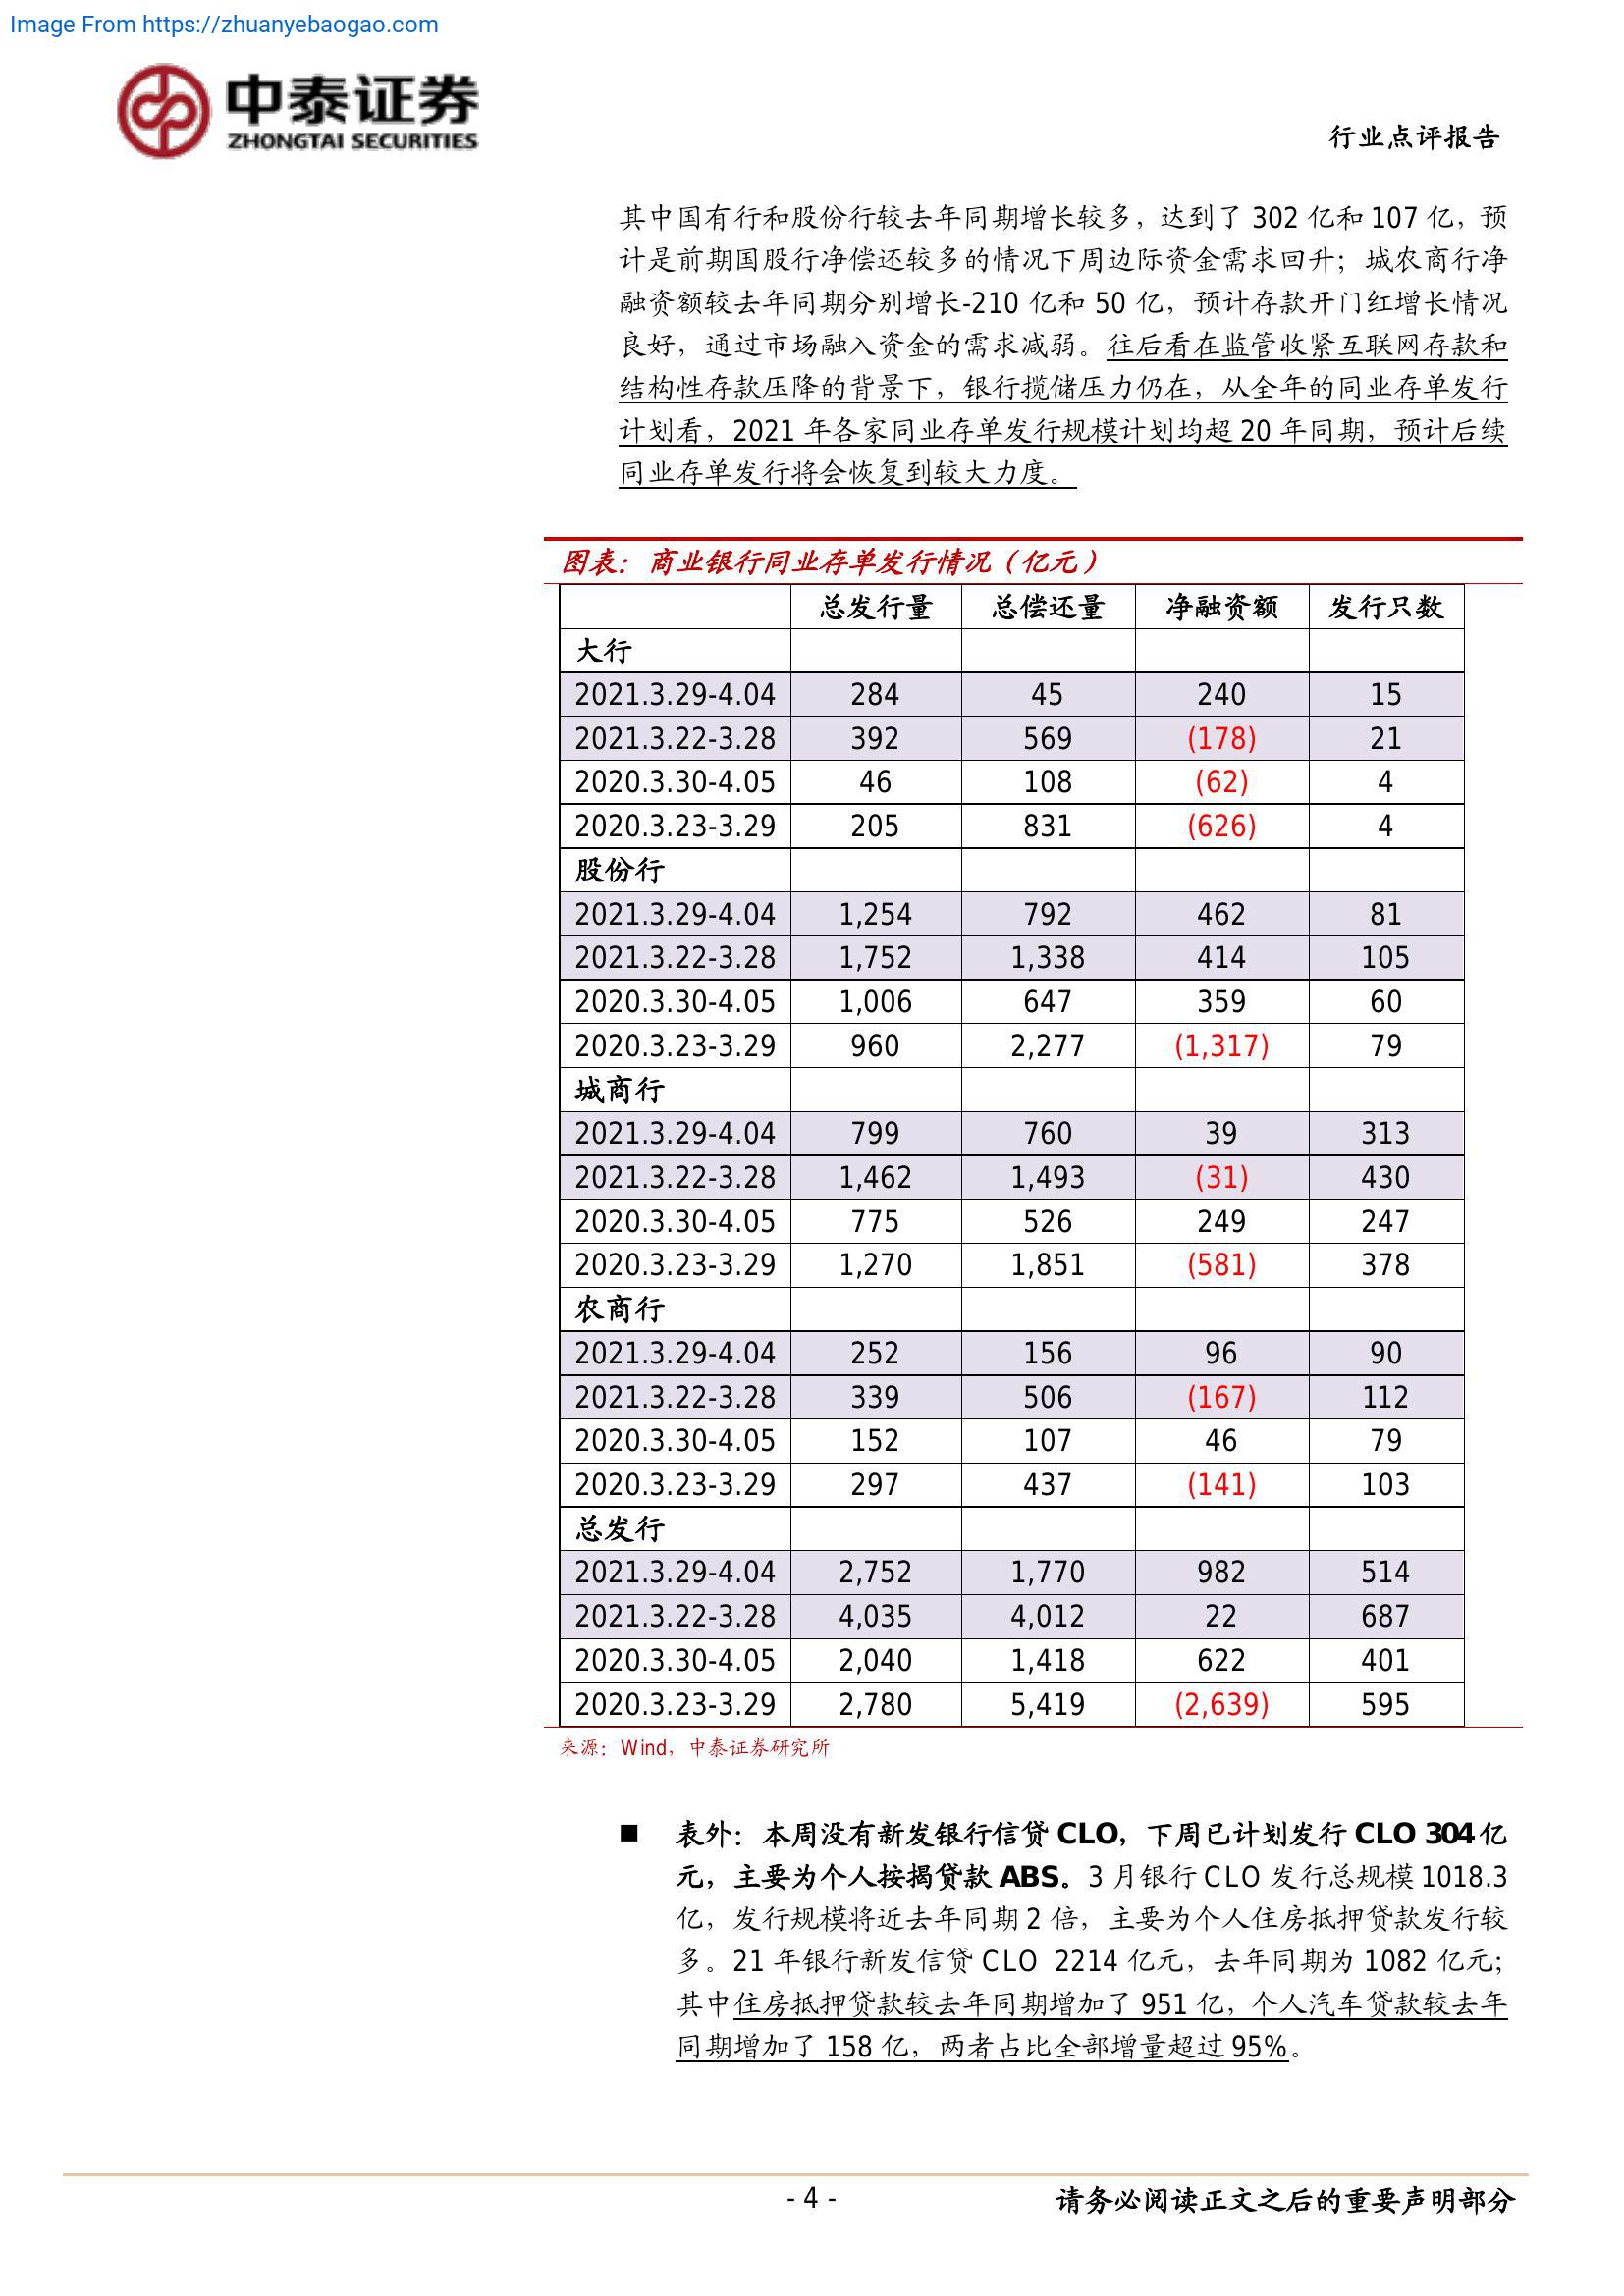 Image From https://zhuanyebaogao.com
中泰证券
ZHONGTAI SECURITIES
行业点评报告
其中国有行和股份行较去年同期增长较多，达到了 302 亿和 107 亿，预
计是前期国股行净偿还较多的情况下周边际资金需求回升；城农商行净
融资额较去年同期分别增长-210 亿和 50 亿，预计存款开门红增长情况
良好，通过市场融入资金的需求减弱。往后看在监管收紧互联网存款和
结构性存款压降的背景下，银行揽储压力仍在，从全年的同业存单发行
计划看，2021 年各家同业存单发行规模计划均超 20 年同期，预计后续
同业存单发行将会恢复到较大力度。
图表：商业银行同业存单发行情况（亿元）
总发行量 总偿还量 净融资额 发行只数
大行
2021.3.29-4.04 284 45 240 15
2021.3.22-3.28 392 569 (178) 21
2020.3.30-4.05 46 108 (62) 4
2020.3.23-3.29 205 831 (626) 4
股份行
2021.3.29-4.04 1,254 792 462 81
2021.3.22-3.28 1,752 1,338 414 105
2020.3.30-4.05 1,006 647 359 60
2020.3.23-3.29 960 2,277 (1,317) 79
城商行
2021.3.29-4.04 799 760 39 313
2021.3.22-3.28 1,462 1,493 (31) 430
2020.3.30-4.05 775 526 249 247
2020.3.23-3.29 1,270 1,851 (581) 378
农商行
2021.3.29-4.04 252 156 96 90
2021.3.22-3.28 339 506 (167) 112
2020.3.30-4.05 152 107 46 79
2020.3.23-3.29 297 437 (141) 103
总发行
2021.3.29-4.04 2,752 1,770 982 514
2021.3.22-3.28 4,035 4,012 22 687
2020.3.30-4.05 2,040 1,418 622 401
2020.3.23-3.29 2,780 5,419 (2,639) 595
来源：Wind，中泰证券研究所
■ 表外：本周没有新发银行信贷 CLO，下周已计划发行 CLO 304 亿
元，主要为个人按揭贷款 ABS。3 月银行 CLO 发行总规模 1018.3
亿，发行规模将近去年同期 2 倍，主要为个人住房抵押贷款发行较
多。21 年银行新发信贷 CLO 2214 亿元，去年同期为 1082 亿元；
其中住房抵押贷款较去年同期增加了 951 亿，个人汽车贷款较去年
同期增加了 158 亿，两者占比全部增量超过 95%。
- 4 -
请务必阅读正文之后的重要声明部分